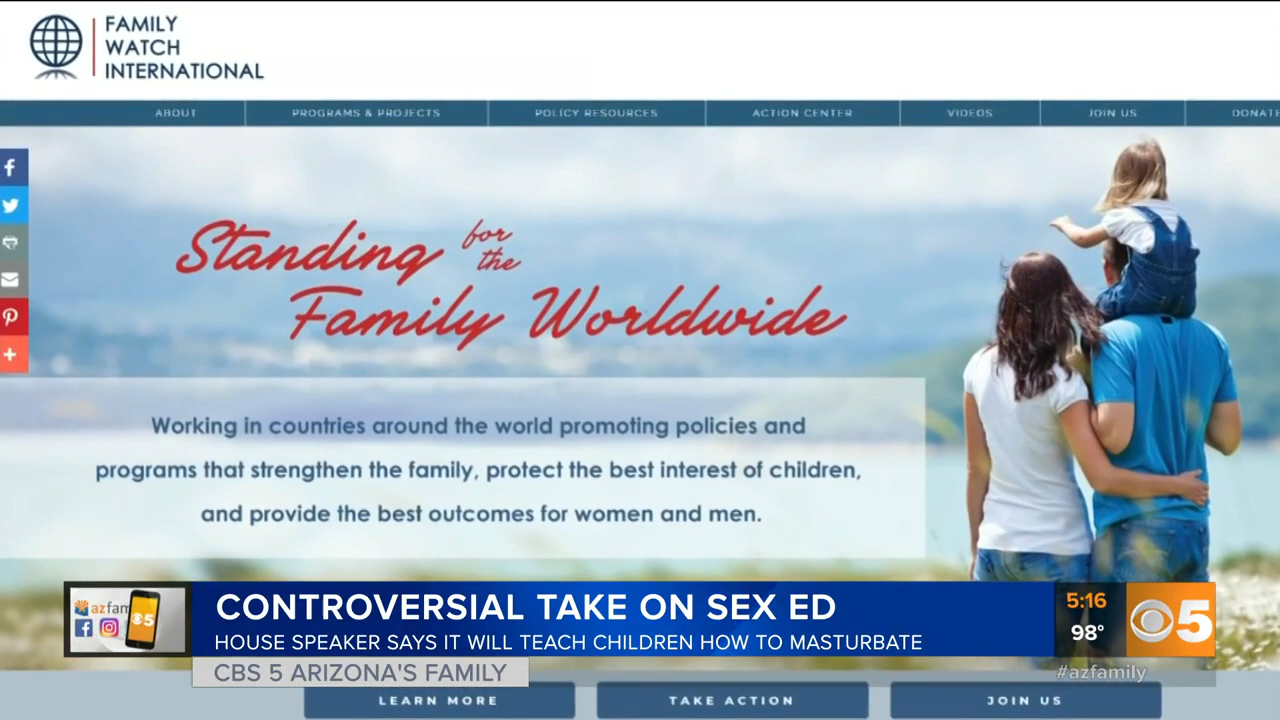 FAMILY
WATCH
INTERNATIONAL
ABOUT
PROGRAMS & PROJECTS
POLICY RESOURCES
ACTION CENTER
VIDEOS
JOIN US
DONATE
Standing for the
Family Worldwide
Working in countries around the world promoting policies and
programs that strengthen the family, protect the best interest of children,
and provide the best outcomes for women and men.
azfam
5
CONTROVERSIAL TAKE ON SEX ED
HOUSE SPEAKER SAYS IT WILL TEACH CHILDREN HOW TO MASTURBATE
5:16
98°
5
CBS 5 ARIZONA'S FAMILY
#azfamily
LEARN MORE
TAKE ACTION
JOIN US